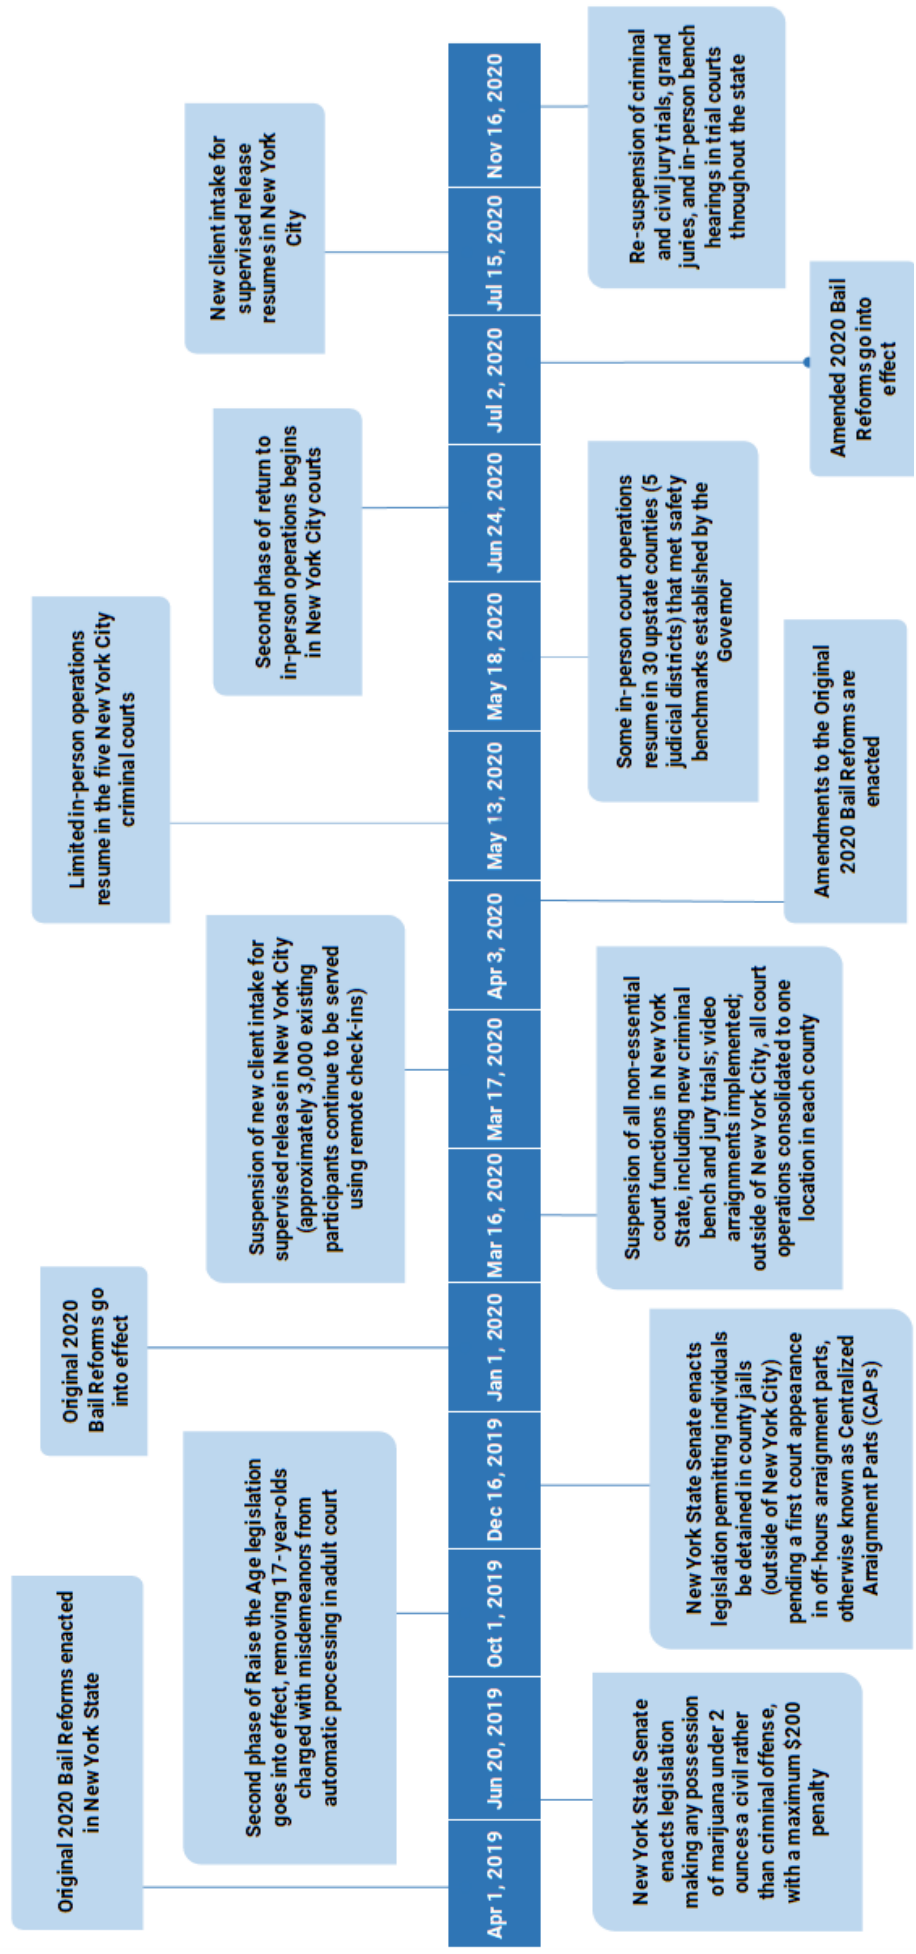 Original 2020 Bail Reforms enacted
in New York State
Second phase of Raise the Age legislation
goes into effect, removing 17-year-olds
charged with misdemeanors from
automatic processing in adult court
Original 2020
Bail Reforms go
into effect
Suspension of new client intake for
supervised release in New York City
(approximately 3,000 existing
participants continue to be served
using remote check-ins)
Limited in-person operations
resume in the five New York City
criminal courts
Second phase of return to
in-person operations begins
in New York City courts
New client intake for
supervised release
resumes in New York
City
Apr 1, 2019
Jun 20, 2019
Oct 1, 2019
Dec 16, 2019
Jan 1, 2020
Mar 16, 2020
Mar 17, 2020
Apr 3, 2020
May 13, 2020
May 18, 2020
Jun 24, 2020
Jul 2, 2020
Jul 15, 2020
Nov 16, 2020
New York State Senate
enacts legislation
making any possession
of marijuana under 2
ounces a civil rather
than criminal offense,
with a maximum $200
penalty
New York State Senate enacts
legislation permitting individuals
be detained in county jails
(outside of New York City)
pending a first court appearance
in off-hours arraignment parts,
otherwise known as Centralized
Arraignment Parts (CAPs)
Suspension of all non-essential
court functions in New York
State, including new criminal
bench and jury trials; video
arraignments implemented;
outside of New York City, all court
operations consolidated to one
location in each county
Amendments to the Original
2020 Bail Reforms are
enacted
Some in-person court operations
resume in 30 upstate counties (5
judicial districts) that met safety
benchmarks established by the
Governor
Amended 2020 Bail
Reforms go into
effect
Re-suspension of criminal
and civil jury trials, grand
juries, and in-person bench
hearings in trial courts
throughout the state